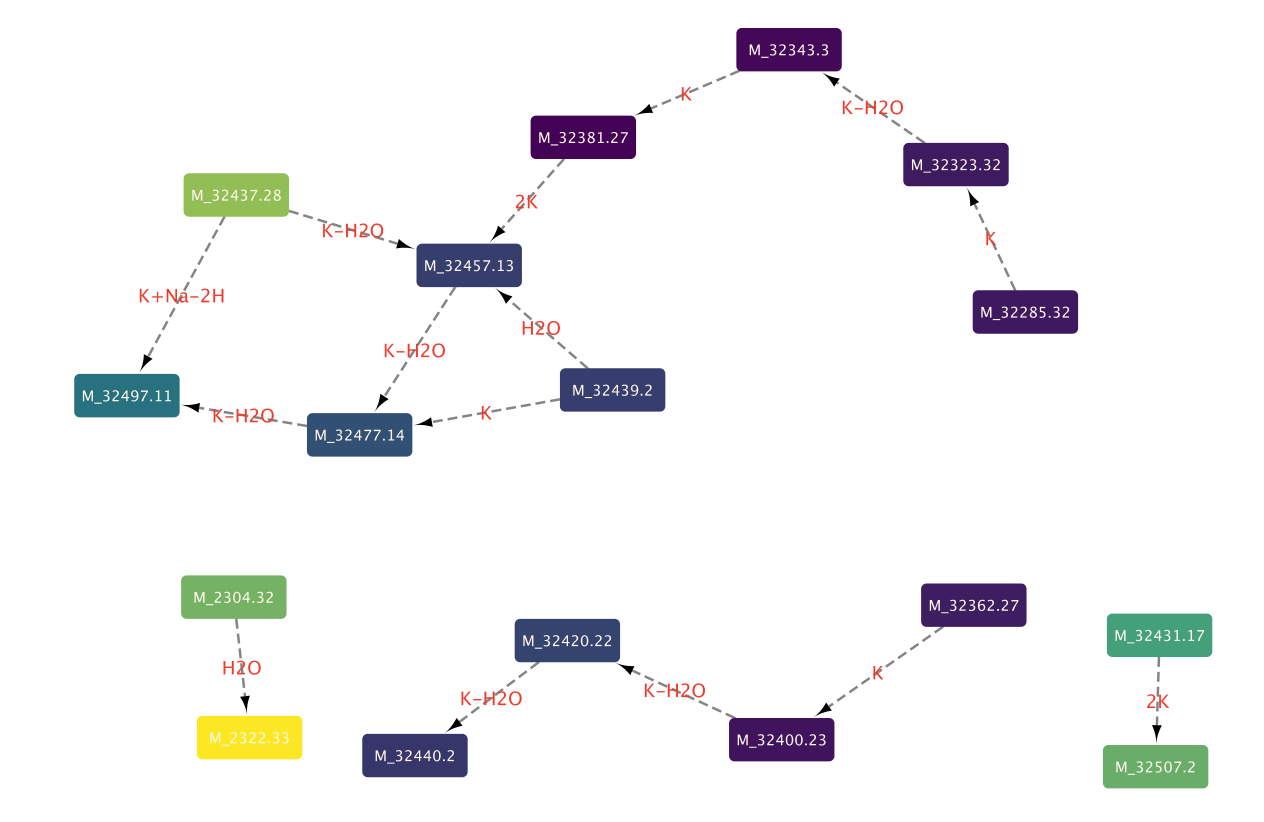 M_32343.3
K
K-H2O
M_32381.27
M_32323.32
M_32437.28
2K
K-H2O
K
M_32457.13
K+Na-2H
M_32285.32
H2O
K-H2O
M_32497.11
M_32439.2
K-H2O
K
M_32477.14
M_2304.32
M_32362.27
M_32420.22
M_32431.17
H2O
K
K-H2O
K-H2O
2K
M_2322.33
M_32400.23
M_32440.2
M_32507.2